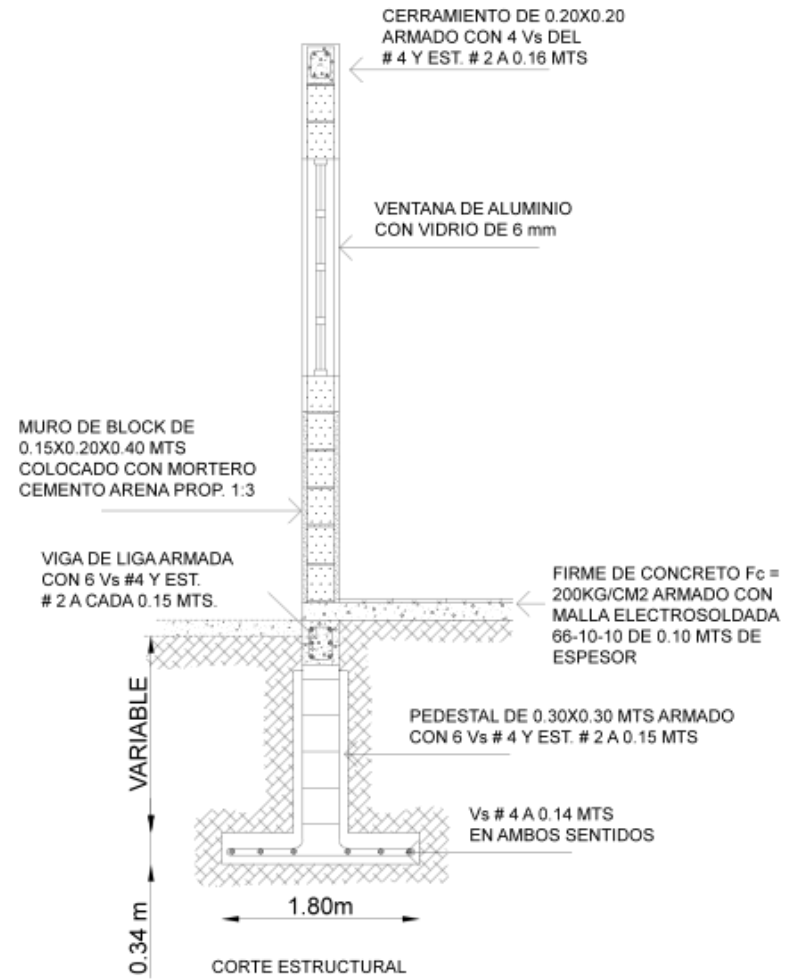 CERRAMIENTO DE 0.20X0.20
ARMADO CON 4 Vs DEL
# 4 Y EST. # 2 A 0.16 MTS
VENTANA DE ALUMINIO
CON VIDRIO DE 6 mm
MURO DE BLOCK DE
0.15X0.20X0.40 MTS
COLOCADO CON MORTERO
CEMENTO ARENA PROP. 1:3
VIGA DE LIGA ARMADA
CON 6 Vs #4 Y EST.
# 2 A CADA 0.15 MTS.
FIRME DE CONCRETO Fc =
200KG/CM2 ARMADO CON
MALLA ELECTROSOLDADA
66-10-10 DE 0.10 MTS DE
ESPESOR
VARIABLE
PEDESTAL DE 0.30X0.30 MTS ARMADO
CON 6 Vs # 4 Y EST. # 2 A 0.15 MTS
Vs # 4 A 0.14 MTS
EN AMBOS SENTIDOS
0.34 m
1.80m
CORTE ESTRUCTURAL